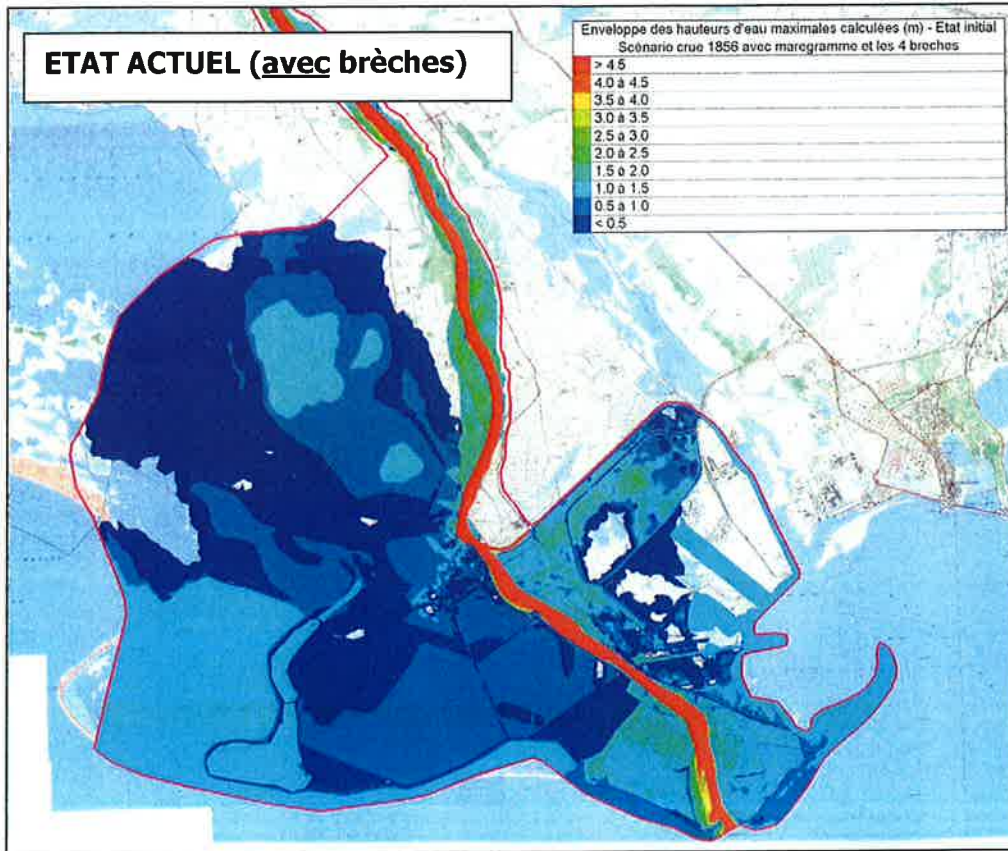 ETAT ACTUEL (avec brèches)
Enveloppe des hauteurs d'eau maximales calculées (m) - Etat initial
Scénario crue 1856 avec maregramme et les 4 breches
> 4.5
4.0 à 4.5
3.5 à 4.0
3.0 à 3.5
2.5 à 3.0
2.0 à 2.5
1.5 à 2.0
1.0 à 1.5
0.5 à 1.0
< 0.5